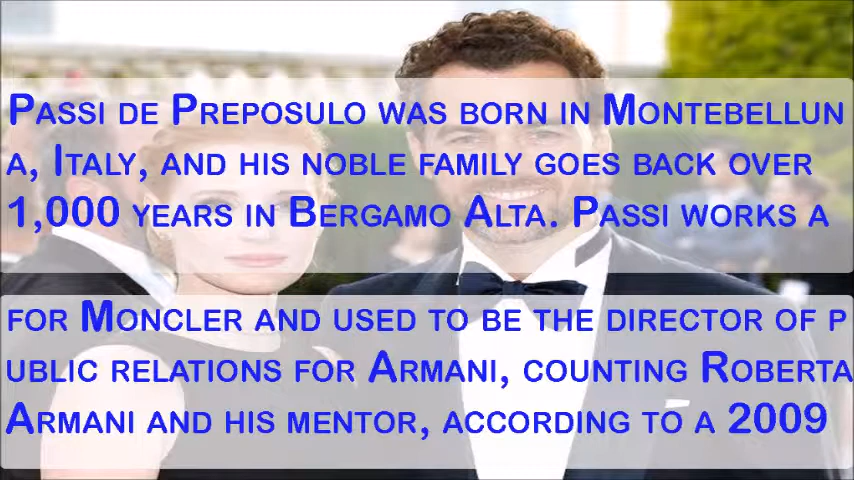 Passi de Preposulo was born in Montebellun
a, Italy, and his noble family goes back over
1,000 years in Bergamo Alta. Passi works a
for Moncler and used to be the director of p
ublic relations for Armani, counting Roberta
Armani and his mentor, according to a 2009